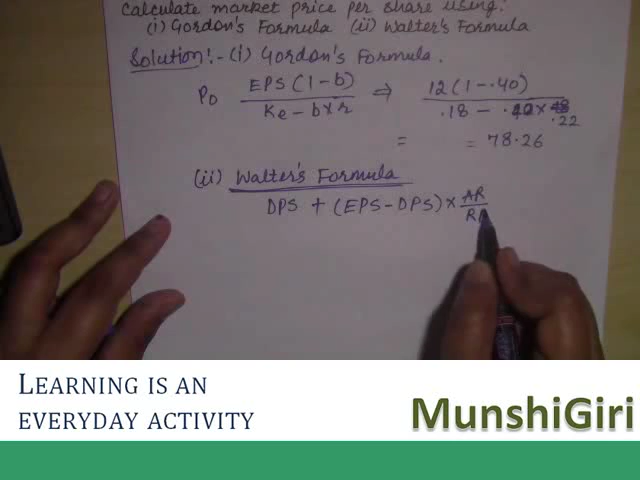 Calculate market price per share using:
(i) Gordon's Formula (ii) Walter's Formula
Solution:- (i) Gordon's Formula.
P0 EPS (1-b) / Ke - b×r ⇒ 12(1-.40) / .18 - . × .22
= = 78.26
(ii) Walter's Formula
DPS + (EPS - DPS) × AR / RA
LEARNING IS AN
EVERYDAY ACTIVITY
MunshiGiri